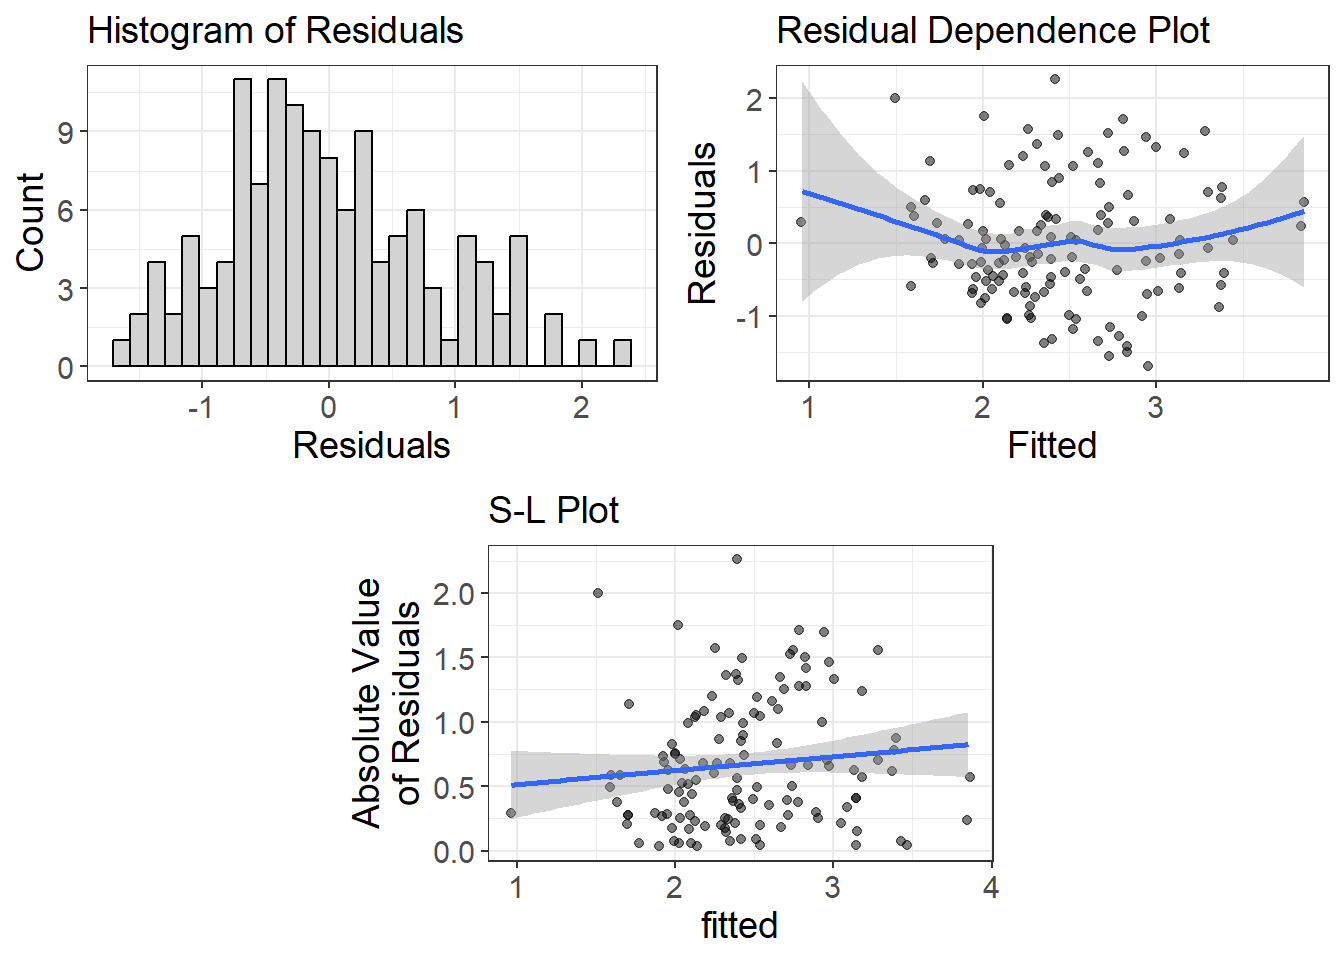 Histogram of Residuals
Count
9
6
3
0
-1 0 1 2
Residuals
Residual Dependence Plot
Residuals
2
1
0
-1
1 2 3
Fitted
S-L Plot
Absolute Value
of Residuals
2.0
1.5
1.0
0.5
0.0
1 2 3 4
fitted